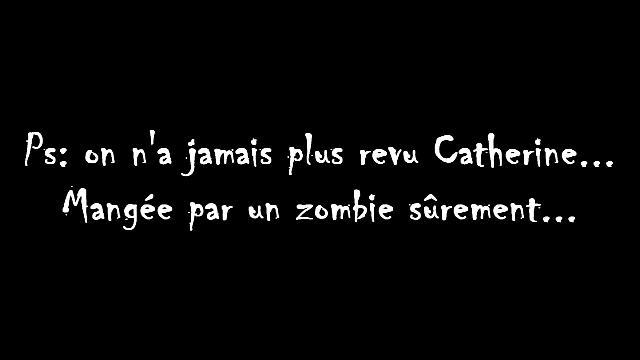 Ps: on n'a jamais plus revu Catherine...
Mangée par un zombie sûrement...